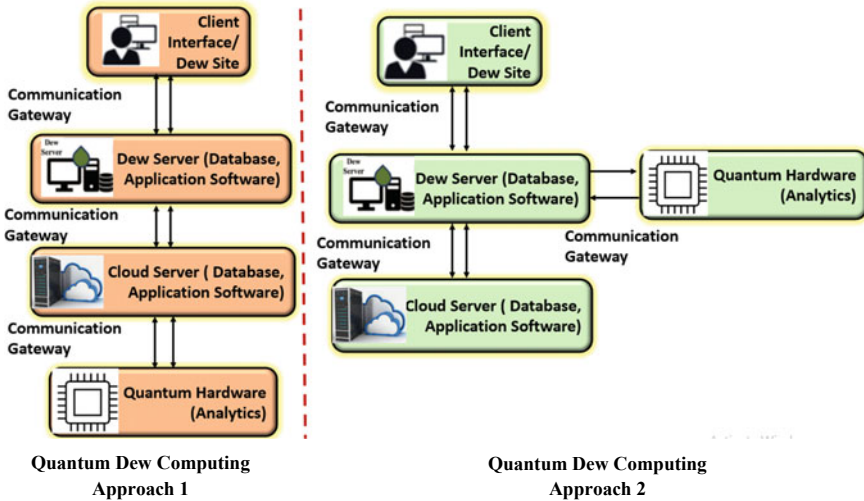 Client
Interface/
Dew Site
Communication
Gateway
Dew
Server
Dew Server (Database,
Application Software)
Communication
Gateway
Cloud Server ( Database,
Application Software)
Communication
Gateway
Quantum Hardware
(Analytics)
Quantum Dew Computing
Approach 1
Client
Interface/
Dew Site
Communication
Gateway
Dew
Server
Dew Server (Database,
Application Software)
Quantum Hardware
(Analytics)
Communication
Gateway
Communication
Gateway
Cloud Server ( Database,
Application Software)
Quantum Dew Computing
Approach 2